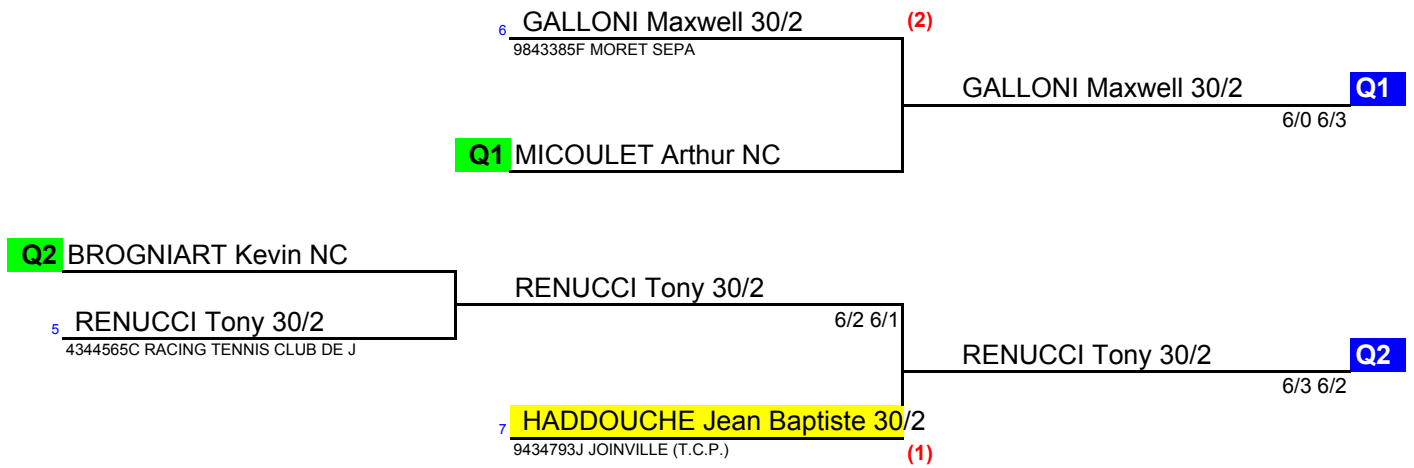 6 GALLONI Maxwell 30/2 (2)
9843385F MORET SEPA
GALLONI Maxwell 30/2 Q1
6/0 6/3
Q1 MICOULET Arthur NC
Q2 BROGNIART Kevin NC
RENUCCI Tony 30/2
6/2 6/1
5 RENUCCI Tony 30/2
4344565C RACING TENNIS CLUB DE J
RENUCCI Tony 30/2 Q2
6/3 6/2
7 HADDOUCHE Jean Baptiste 30/2
9434793J JOINVILLE (T.C.P.) (1)